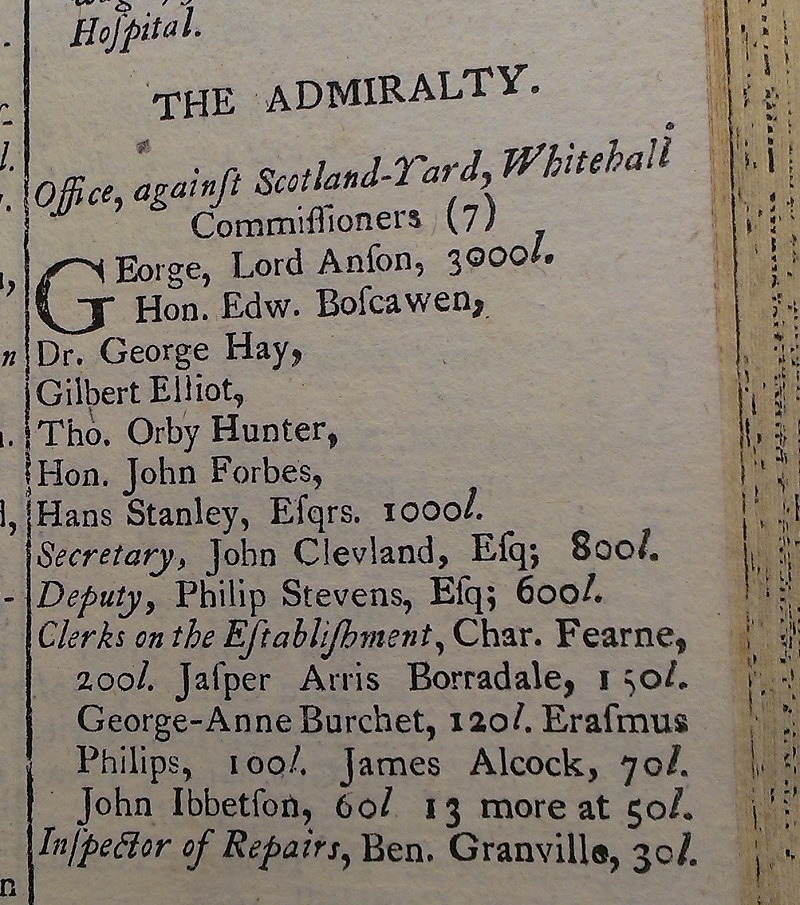 Hoſpital.
THE ADMIRALTY.
Office, againſt Scotland-Yard, Whitehall
Commiſſioners (7)
GEorge, Lord Anſon, 3000l.
Hon. Edw. Boſcawen,
Dr. George Hay,
Gilbert Elliot,
Tho. Orby Hunter,
Hon. John Forbes,
Hans Stanley, Eſqrs. 1000l.
Secretary, John Clevland, Eſq; 800l.
Deputy, Philip Stevens, Eſq; 600l.
Clerks on the Eſtabliſhment, Char. Fearne,
200l. Jaſper Arris Borradale, 150l.
George-Anne Burchet, 120l. Eraſmus
Philips, 100l. James Alcock, 70l.
John Ibbetſon, 60l 13 more at 50l.
Inſpector of Repairs, Ben. Granville, 30l.